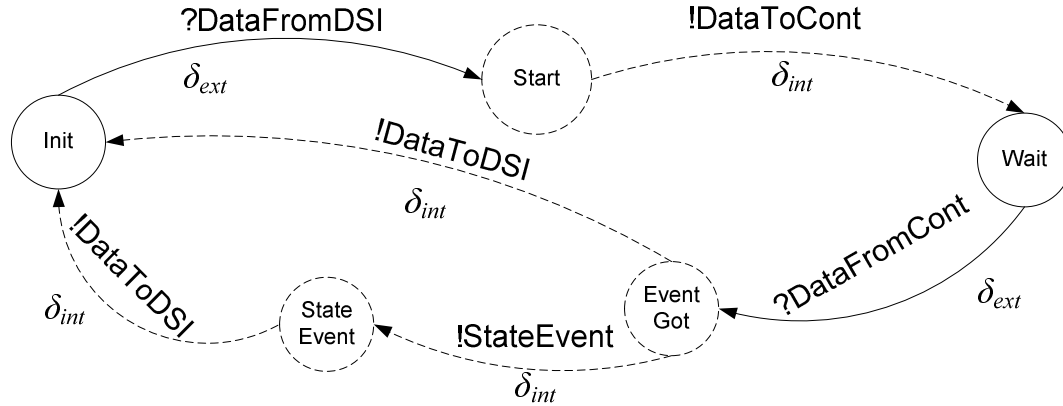 ?DataFromDSI
!DataToCont
δext
Start
δint
Init
!DataToDSI
Wait
δint
!DataToDSI
?DataFromCont
δint
State
Event
Event
Got
δext
!StateEvent
δint